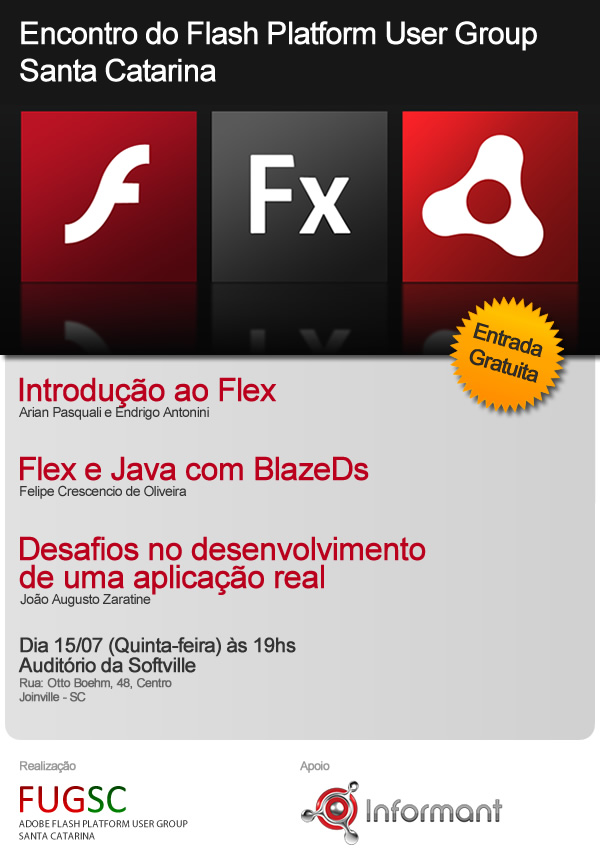 Encontro do Flash Platform User Group
Santa Catarina
Fx
Entrada
Gratuita
Introdução ao Flex
Arian Pasquali e Endrigo Antonini
Flex e Java com BlazeDs
Felipe Crescencio de Oliveira
Desafios no desenvolvimento
de uma aplicação real
João Augusto Zaratine
Dia 15/07 (Quinta-feira) às 19hs
Auditório da Softville
Rua: Otto Boehm, 48, Centro
Joinville - SC
Realização
FUGSC
ADOBE FLASH PLATFORM USER GROUP
SANTA CATARINA
Apoio
Informant